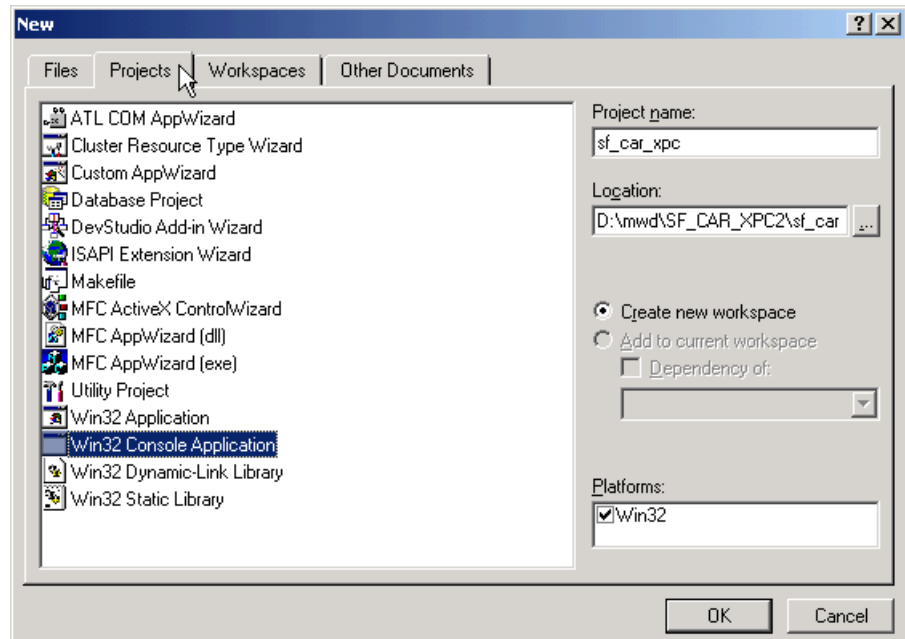 New
Files Projects Workspaces Other Documents
ATL COM AppWizard
Cluster Resource Type Wizard
Custom AppWizard
Database Project
DevStudio Add-in Wizard
ISAPI Extension Wizard
Makefile
MFC ActiveX ControlWizard
MFC AppWizard (dll)
MFC AppWizard (exe)
Utility Project
Win32 Application
Win32 Console Application
Win32 Dynamic-Link Library
Win32 Static Library
Project name:
sf_car_xpc
Location:
D:\mwd\SF_CAR_XPC2\sf_car ...
Create new workspace
Add to current workspace
Dependency of:
Platforms:
Win32
OK Cancel